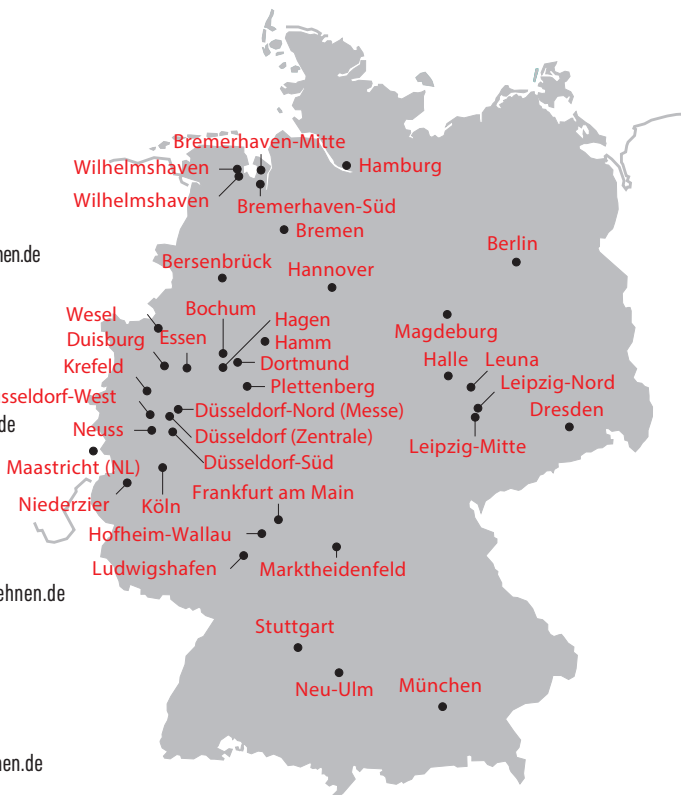 Bremerhaven-Mitte
Wilhelmshaven
Hamburg
Wilhelmshaven
Bremerhaven-Süd
Bremen
Berlin
nen.de
Bersenbrück
Hannover
Wesel
Bochum
Hagen
Magdeburg
Duisburg
Essen
Hamm
Krefeld
Dortmund
Halle
Leuna
Plettenberg
Leipzig-Nord
sseldorf-West
Düsseldorf-Nord (Messe)
Dresden
de
Neuss
Düsseldorf (Zentrale)
Leipzig-Mitte
Maastricht (NL)
Düsseldorf-Süd
Niederzier
Köln
Frankfurt am Main
Hofheim-Wallau
Ludwigshafen
Marktheidenfeld
ehnen.de
Stuttgart
Neu-Ulm
München
nen.de